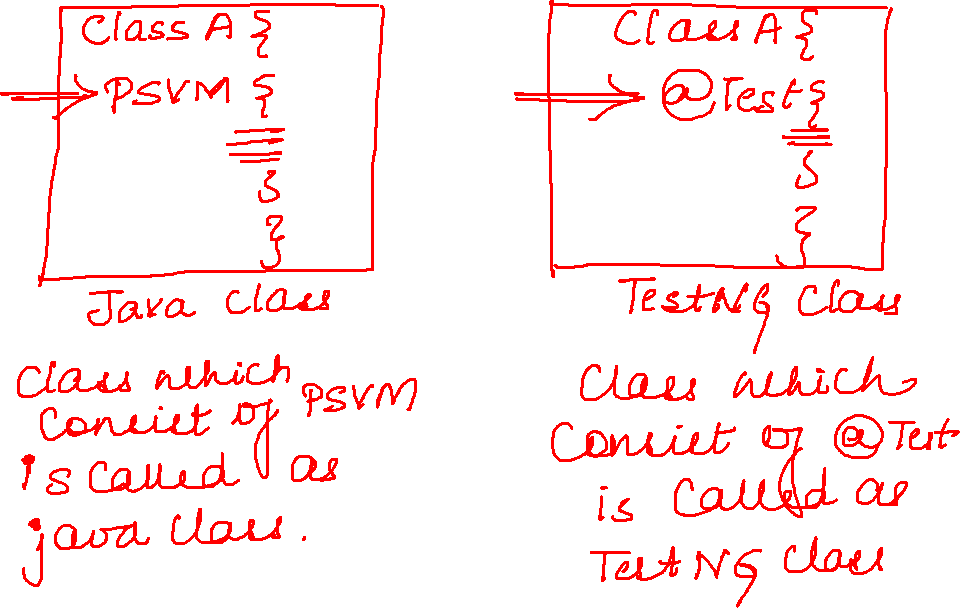 Class A {
PSVM {
}
}
Java Class
Class which
Consist of PSVM
is Called as
java Class.
Class A {
@Test {
}
}
TestNG Class
Class which
Consist of @Test
is Called as
TestNG Class